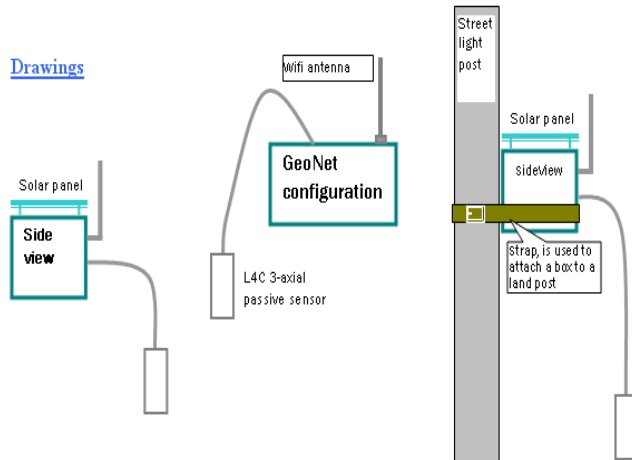 Drawings
Solar panel
Side
view
Wifi antenna
GeoNet
configuration
L4C 3-axial
passive sensor
Street
light
post
Solar panel
sideView
Strap, is used to
attach a box to a
land post